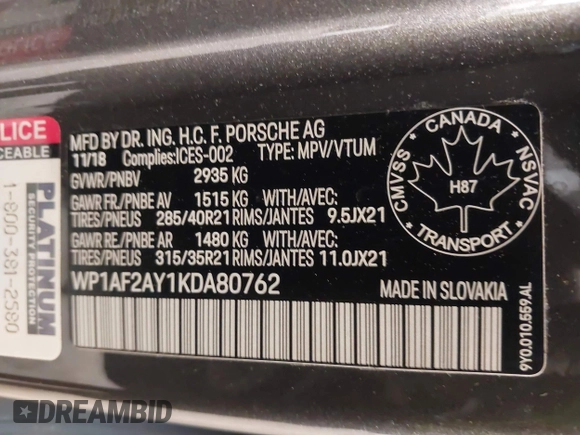 LICE
CEABLE
PLATINUM
SECURITY PROTECTION
1-800-381-2580
MFD BY DR. ING. H.C. F. PORSCHE AG
11/18 Complies:ICES-002 TYPE: MPV/VTUM
GVWR/PNBV 2935 KG
GAWR FR/PNBE AV 1515 KG WITH/AVEC:
TIRES/PNEUS 285/40R21 RIMS/JANTES 9.5JX21
GAWR RE./PNBE AR 1480 KG WITH/AVEC:
TIRES/PNEUS 315/35R21 RIMS/JANTES 11.0JX21
WP1AF2AY1KDA80762
MADE IN SLOVAKIA
CANADA
CMVSS
NSVAC
H87
TRANSPORT
9Y0.010.559.AL
DREAMBID